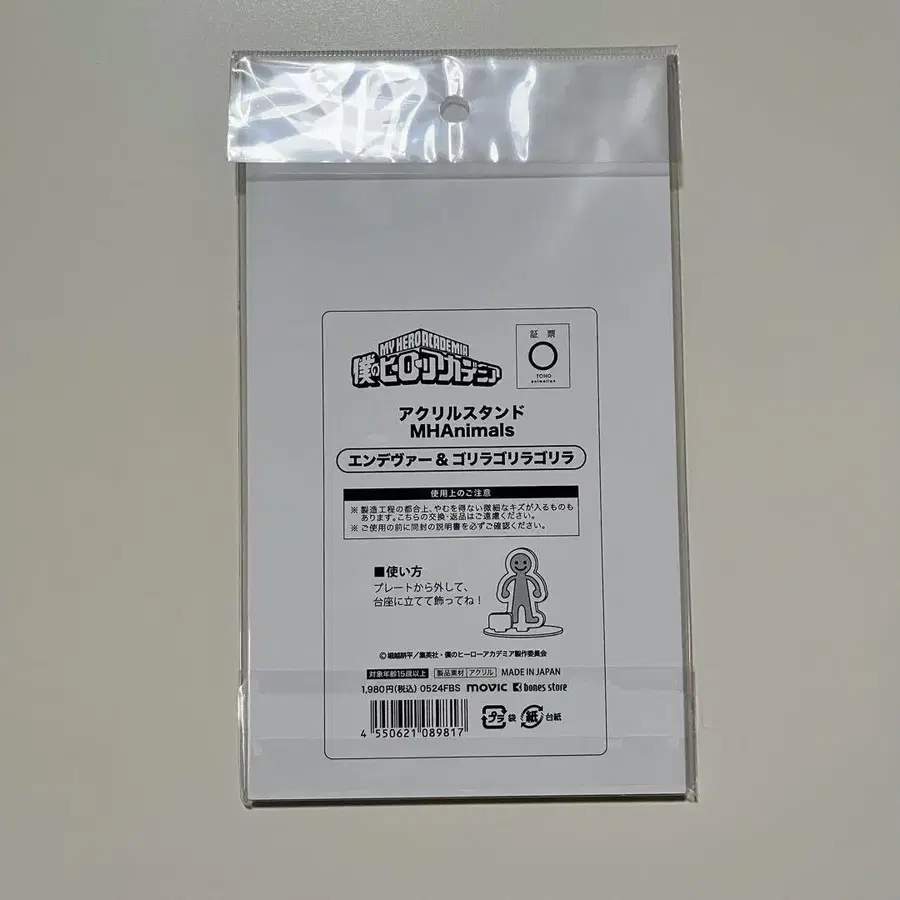 MY HERO ACADEMIA
僕のヒーローアカデミア
証票
TOHO
animation
アクリルスタンド
MHAnimals
エンデヴァー & ゴリラゴリラゴリラ
使用上のご注意
※ 製造工程の都合上、やむを得ない微細なキズが入るものも
あります。こちらの交換・返品はご遠慮ください。
※ ご使用の前に同封の説明書を必ずご確認ください。
■使い方
プレートから外して、
台座に立てて飾ってね!
©堀越耕平/集英社・僕のヒーローアカデミア製作委員会
対象年齢15歳以上 製品素材 アクリル MADE IN JAPAN
1,980円(税込) 0524FBS movic bones store
4 550621 089817
プラ 袋 紙 台紙